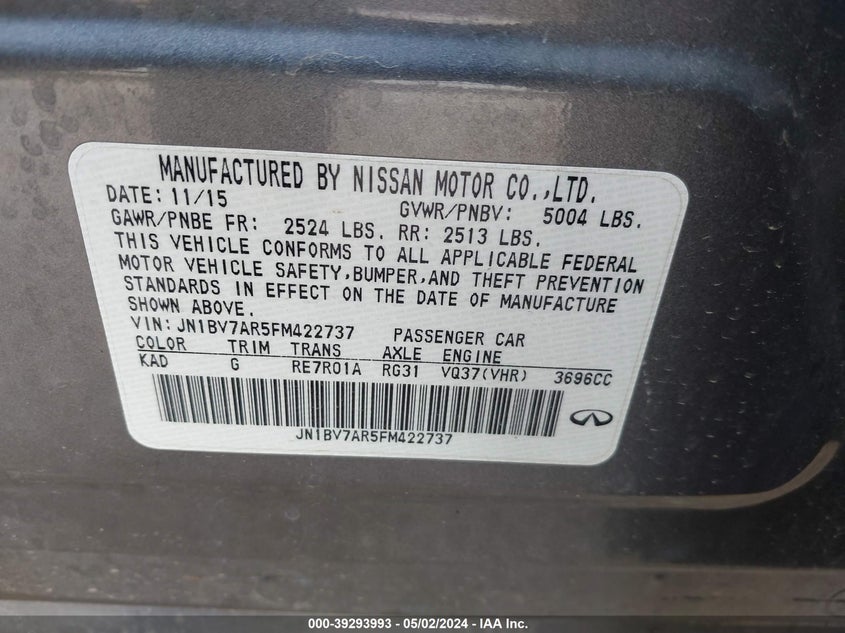 MANUFACTURED BY NISSAN MOTOR CO.,LTD.
DATE: 11/15 GVWR/PNBV: 5004 LBS.
GAWR/PNBE FR: 2524 LBS. RR: 2513 LBS.
THIS VEHICLE CONFORMS TO ALL APPLICABLE FEDERAL
MOTOR VEHICLE SAFETY,BUMPER,AND THEFT PREVENTION
STANDARDS IN EFFECT ON THE DATE OF MANUFACTURE
SHOWN ABOVE.
VIN: JN1BV7AR5FM422737 PASSENGER CAR
COLOR TRIM TRANS AXLE ENGINE
KAD G RE7R01A RG31 VQ37(VHR) 3696CC
JN1BV7AR5FM422737
000-39293993 — 05/02/2024 — IAA Inc.